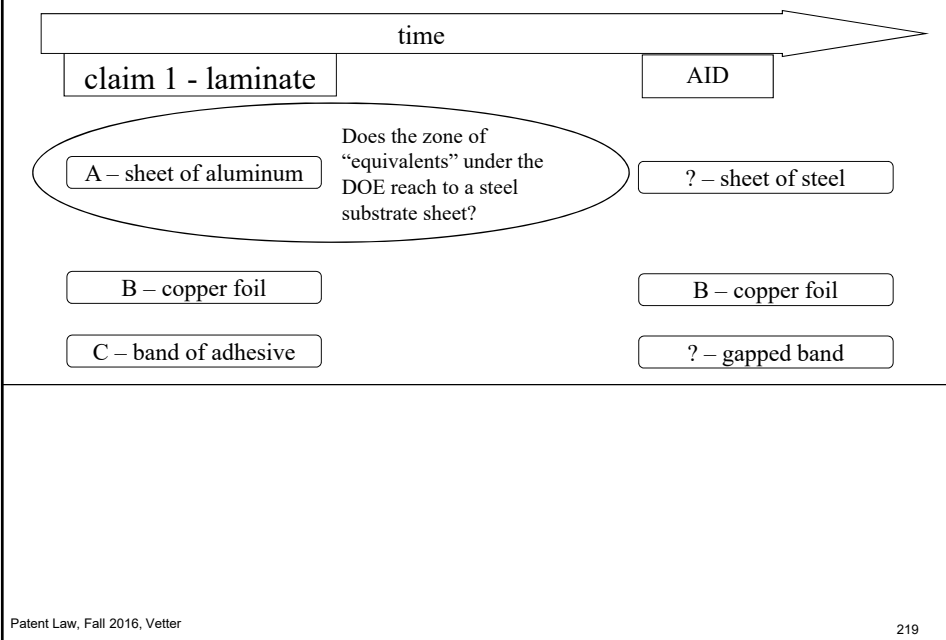 time
claim 1 - laminate
AID
A – sheet of aluminum
Does the zone of
“equivalents” under the
DOE reach to a steel
substrate sheet?
? – sheet of steel
B – copper foil
B – copper foil
C – band of adhesive
? – gapped band
Patent Law, Fall 2016, Vetter
219